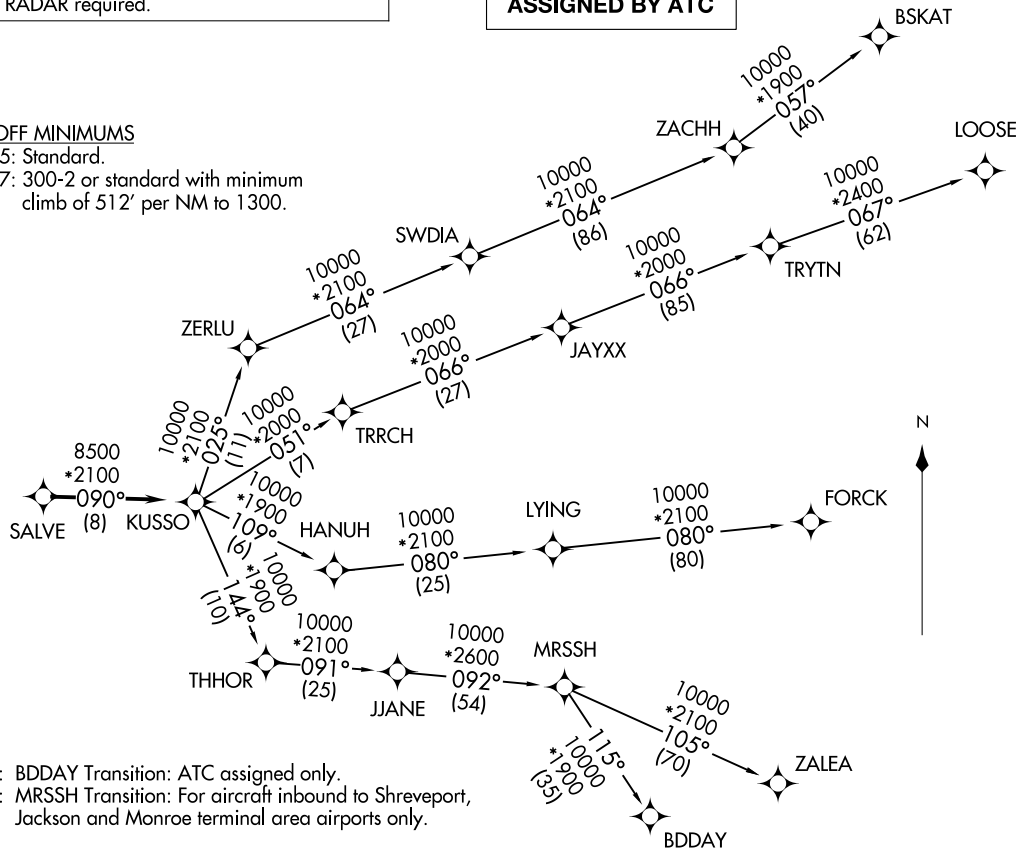 RADAR required.
ASSIGNED BY ATC
BSKAT
10000
*1900
057°
(40)
ZACHH
LOOSE
OFF MINIMUMS
5: Standard.
7: 300-2 or standard with minimum
climb of 512' per NM to 1300.
10000
*2100
064°
(86)
10000
*2400
067°
(62)
SWDIA
10000
*2100
064°
(27)
10000
*2000
066°
(85)
TRYTN
ZERLU
10000
*2000
066°
(27)
JAYXX
10000
*2100
025°
(11)
10000
*2000
051°
(7)
TRRCH
N
8500
*2100
090°
(8)
SALVE
KUSSO
10000
*1900
109°
(6)
HANUH
10000
*2100
080°
(25)
LYING
10000
*2100
080°
(80)
FORCK
10000
*1900
144°
(10)
THHOR
10000
*2100
091°
(25)
JJANE
10000
*2600
092°
(54)
MRSSH
10000
*2100
105°
(70)
ZALEA
115°
10000
*1900
(35)
BDDAY
: BDDAY Transition: ATC assigned only.
: MRSSH Transition: For aircraft inbound to Shreveport,
Jackson and Monroe terminal area airports only.